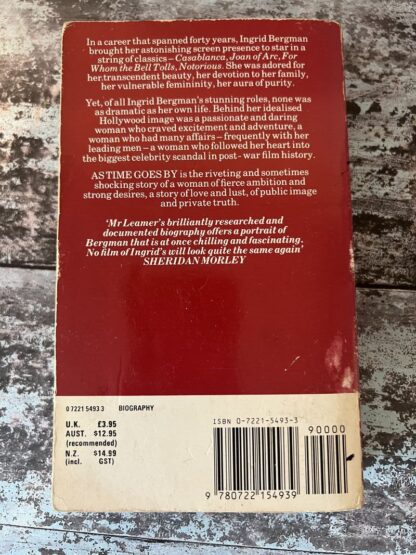 In a career that spanned forty years, Ingrid Bergman
brought her astonishing screen presence to star in a
string of classics – Casablanca, Joan of Arc, For
Whom the Bell Tolls, Notorious. She was adored for
her transcendent beauty, her devotion to her family,
her vulnerable femininity, her aura of purity.
Yet, of all Ingrid Bergman's stunning roles, none was
as dramatic as her own life. Behind her idealised
Hollywood image was a passionate and daring
woman who craved excitement and adventure, a
woman who had many affairs – frequently with her
leading men – a woman who followed her heart into
the biggest celebrity scandal in post-war film history.
AS TIME GOES BY is the riveting and sometimes
shocking story of a woman of fierce ambition and
strong desires, a story of love and lust, of public image
and private truth.
'Mr Leamer's brilliantly researched and
documented biography offers a portrait of
Bergman that is at once chilling and fascinating.
No film of Ingrid's will look quite the same again'
SHERIDAN MORLEY
0 7221 5493 3 BIOGRAPHY
U.K. £3.95
AUST. $12.95
(recommended)
N.Z. $14.99
(incl. GST)
ISBN 0-7221-5493-3
90000
9 780722 154939